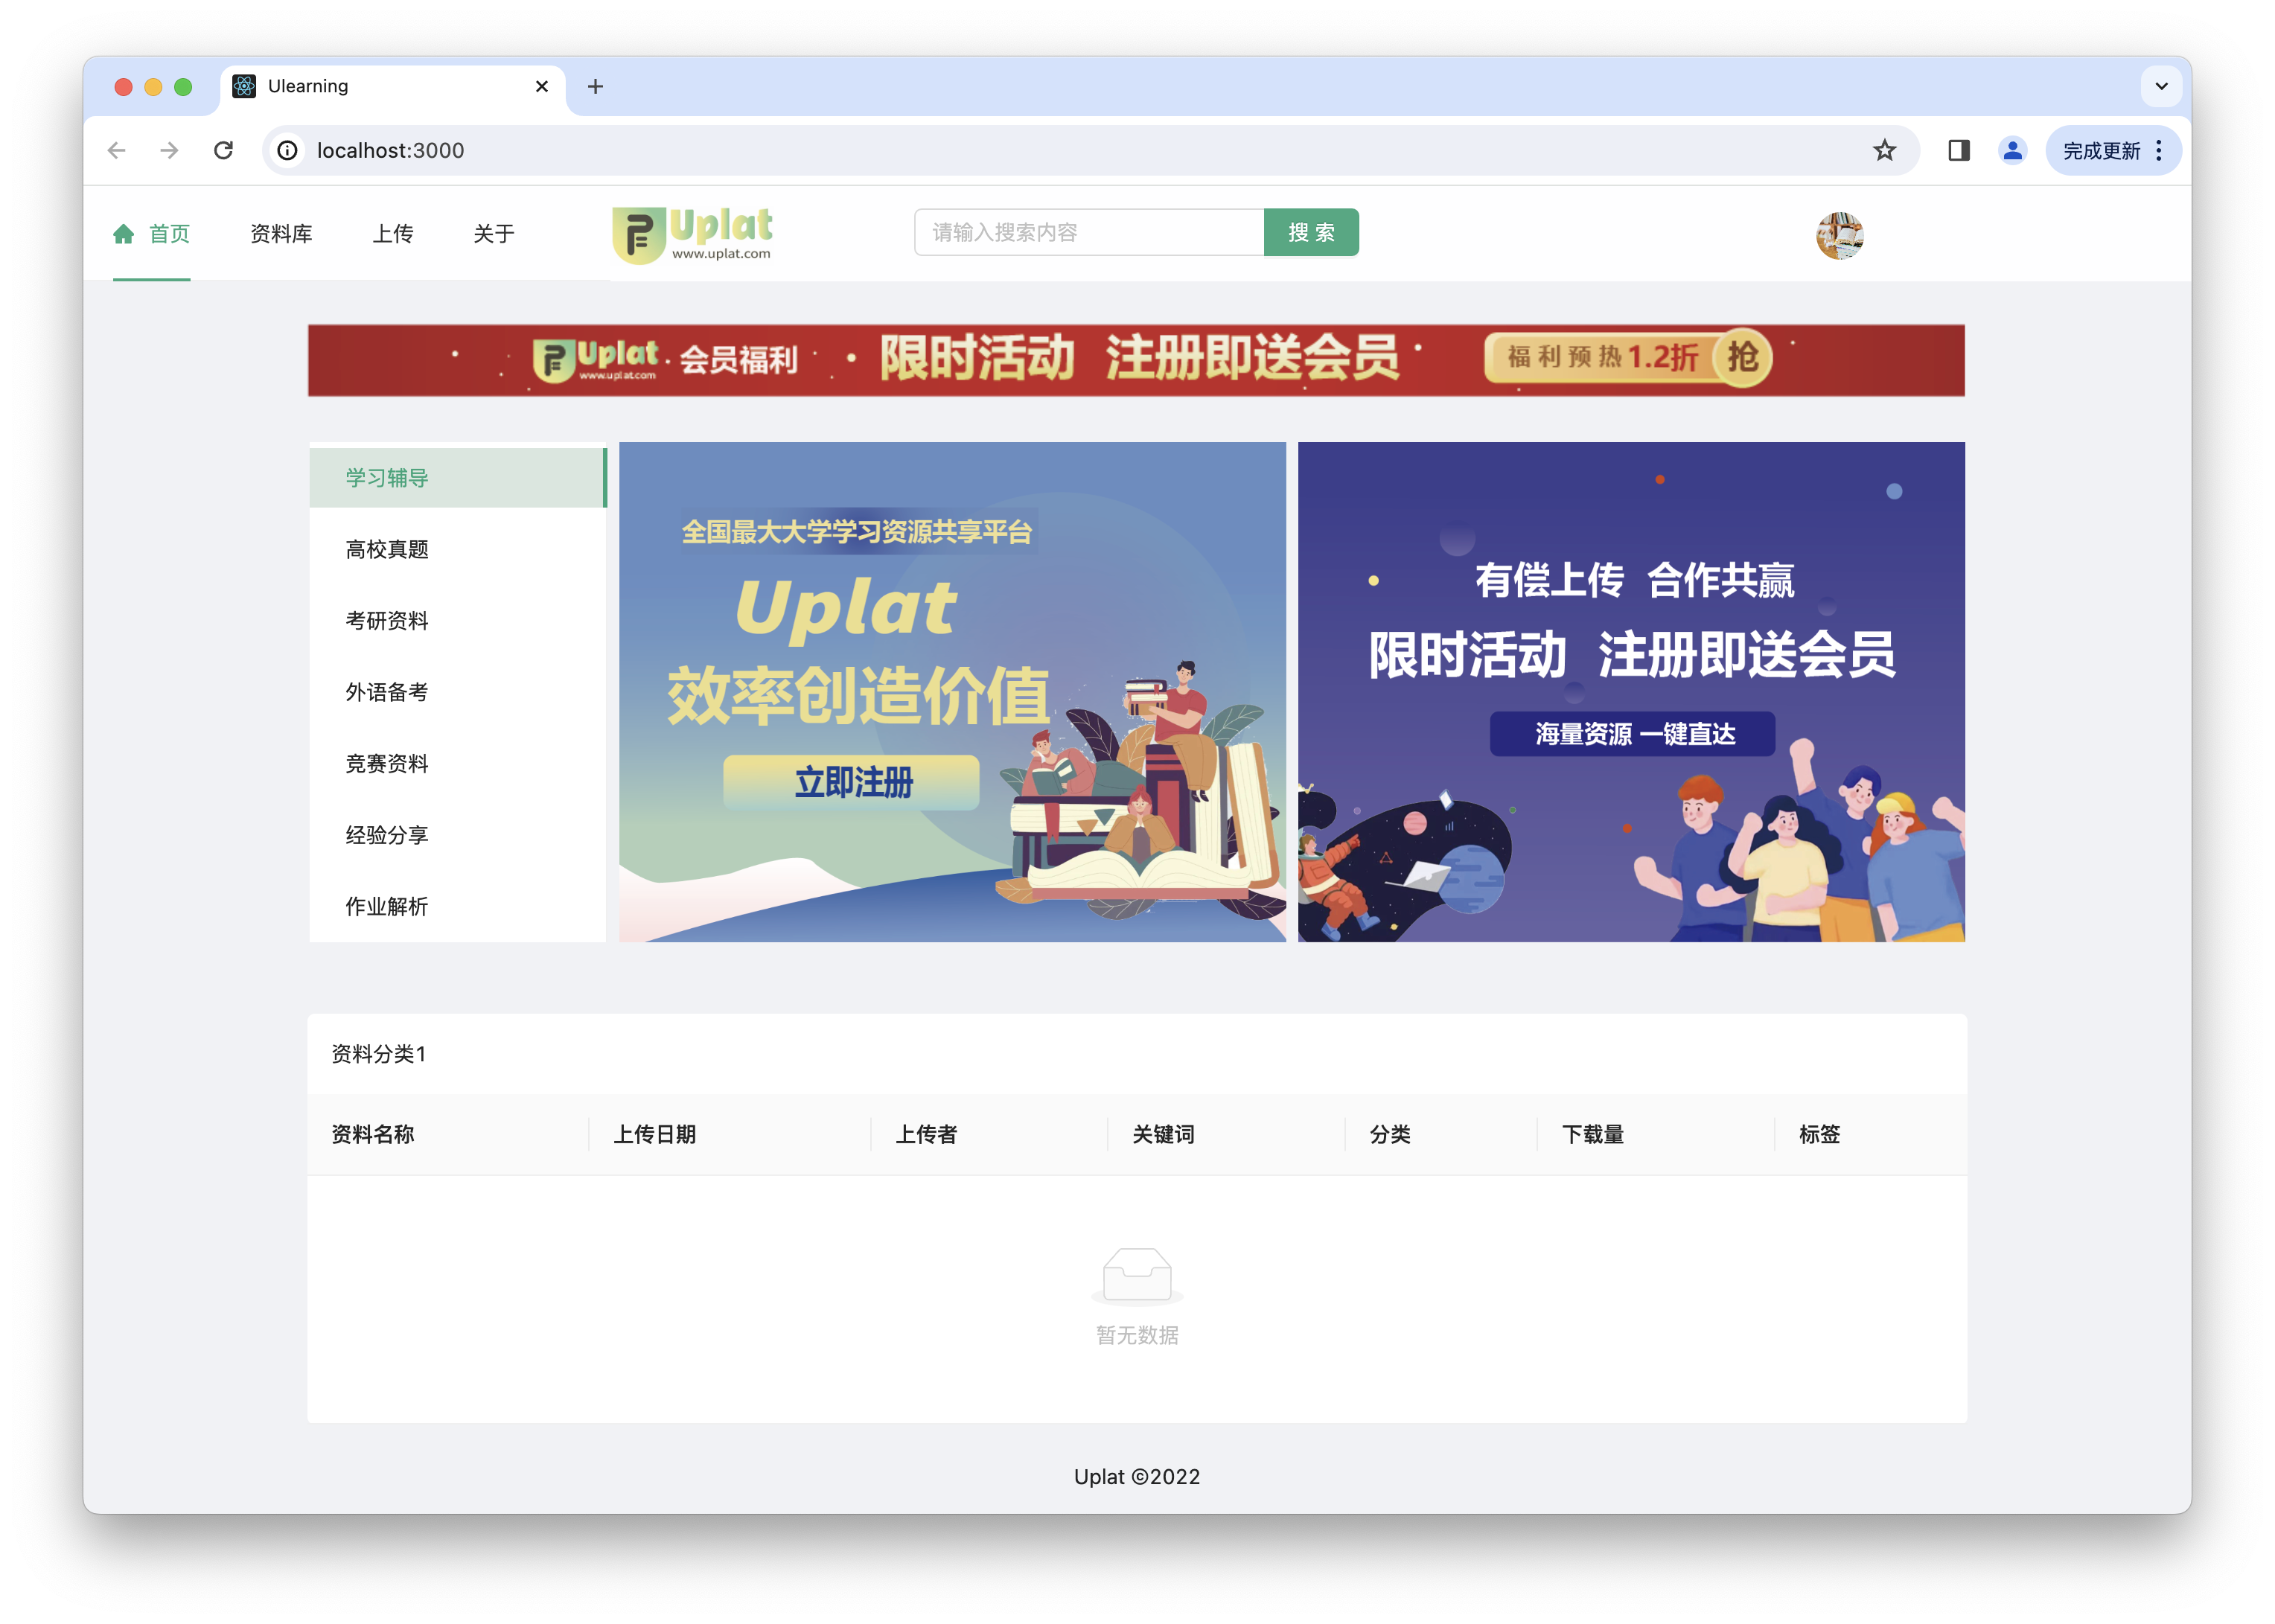 Ulearning
localhost:3000
完成更新
首页 资料库 上传 关于
Uplat
www.uplat.com
请输入搜索内容
搜 索
Uplat
www.uplat.com
会员福利
限时活动 注册即送会员
福利预热1.2折
抢
学习辅导
高校真题
考研资料
外语备考
竞赛资料
经验分享
作业解析
全国最大大学学习资源共享平台
Uplat
效率创造价值
立即注册
有偿上传 合作共赢
限时活动 注册即送会员
海量资源 一键直达
资料分类1
资料名称 上传日期 上传者 关键词 分类 下载量 标签
暂无数据
Uplat ©2022